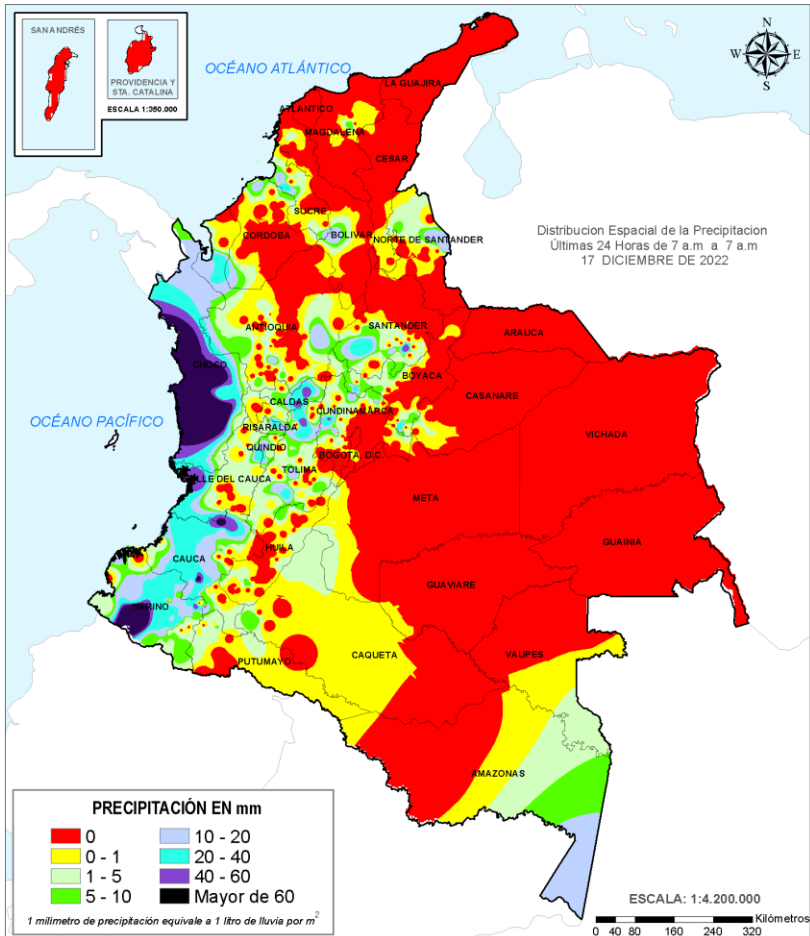 SAN ANDRÉS
PROVIDENCIA Y
STA. CATALINA
ESCALA 1:350.000
OCÉANO ATLÁNTICO
N
W E
S
LA GUAJIRA
ATLANTICO
MAGDALENA
CESAR
SUCRE
CORDOBA
BOLIVAR
NORTE DE SANTANDER
Distribucion Espacial de la Precipitacion
Últimas 24 Horas de 7 a.m a 7 a.m
17 DICIEMBRE DE 2022
ANTIOQUIA
SANTANDER
ARAUCA
CHOCO
BOYACA
CASANARE
CALDAS
CUNDINAMARCA
OCÉANO PACÍFICO
RISARALDA
VICHADA
QUINDIO
BOGOTA, D.C.
TOLIMA
VALLE DEL CAUCA
META
GUAINIA
HUILA
CAUCA
GUAVIARE
NARIÑO
CAQUETA
VAUPES
PUTUMAYO
AMAZONAS
PRECIPITACIÓN EN mm
0
0 - 1
1 - 5
5 - 10
10 - 20
20 - 40
40 - 60
Mayor de 60
1 milimetro de precipitación equivale a 1 litro de lluvia por m²
ESCALA: 1:4.200.000
Kilómetros
0 40 80 160 240 320